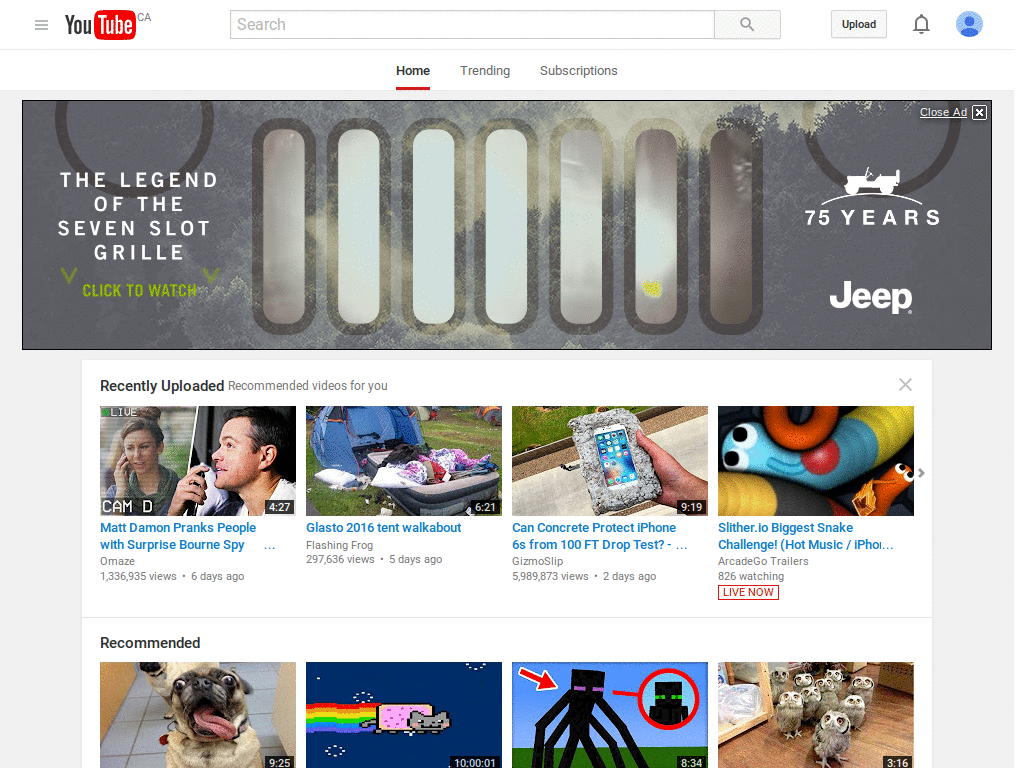 YouTube CA
Search
Upload
Home Trending Subscriptions
Close Ad
THE LEGEND
OF THE
SEVEN SLOT
GRILLE
CLICK TO WATCH
75 YEARS
Jeep
Recently Uploaded Recommended videos for you
LIVE
CAM D
4:27
6:21
9:19
Matt Damon Pranks People
with Surprise Bourne Spy ...
Omaze
1,336,935 views • 6 days ago
Glasto 2016 tent walkabout
Flashing Frog
297,636 views • 5 days ago
Can Concrete Protect iPhone
6s from 100 FT Drop Test? - ...
GizmoSlip
5,989,873 views • 2 days ago
Slither.io Biggest Snake
Challenge! (Hot Music / iPho...
ArcadeGo Trailers
826 watching
LIVE NOW
Recommended
9:25
10:00:01
8:34
3:16